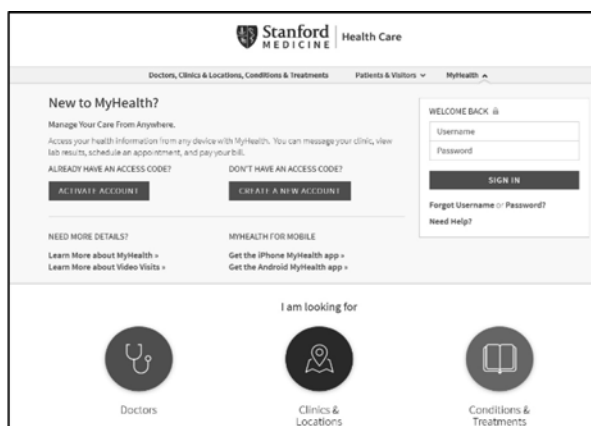 Stanford
MEDICINE
Health Care
Doctors, Clinics & Locations, Conditions & Treatments
Patients & Visitors
MyHealth
New to MyHealth?
Manage Your Care From Anywhere.
Access your health information from any device with MyHealth. You can message your clinic, view
lab results, schedule an appointment, and pay your bill.
ALREADY HAVE AN ACCESS CODE?
ACTIVATE ACCOUNT
DON'T HAVE AN ACCESS CODE?
CREATE A NEW ACCOUNT
NEED MORE DETAILS?
Learn More about MyHealth »
Learn More about Video Visits »
MYHEALTH FOR MOBILE
Get the iPhone MyHealth app »
Get the Android MyHealth app »
WELCOME BACK
Username
Password
SIGN IN
Forgot Username or Password?
Need Help?
I am looking for
Doctors
Clinics &
Locations
Conditions &
Treatments